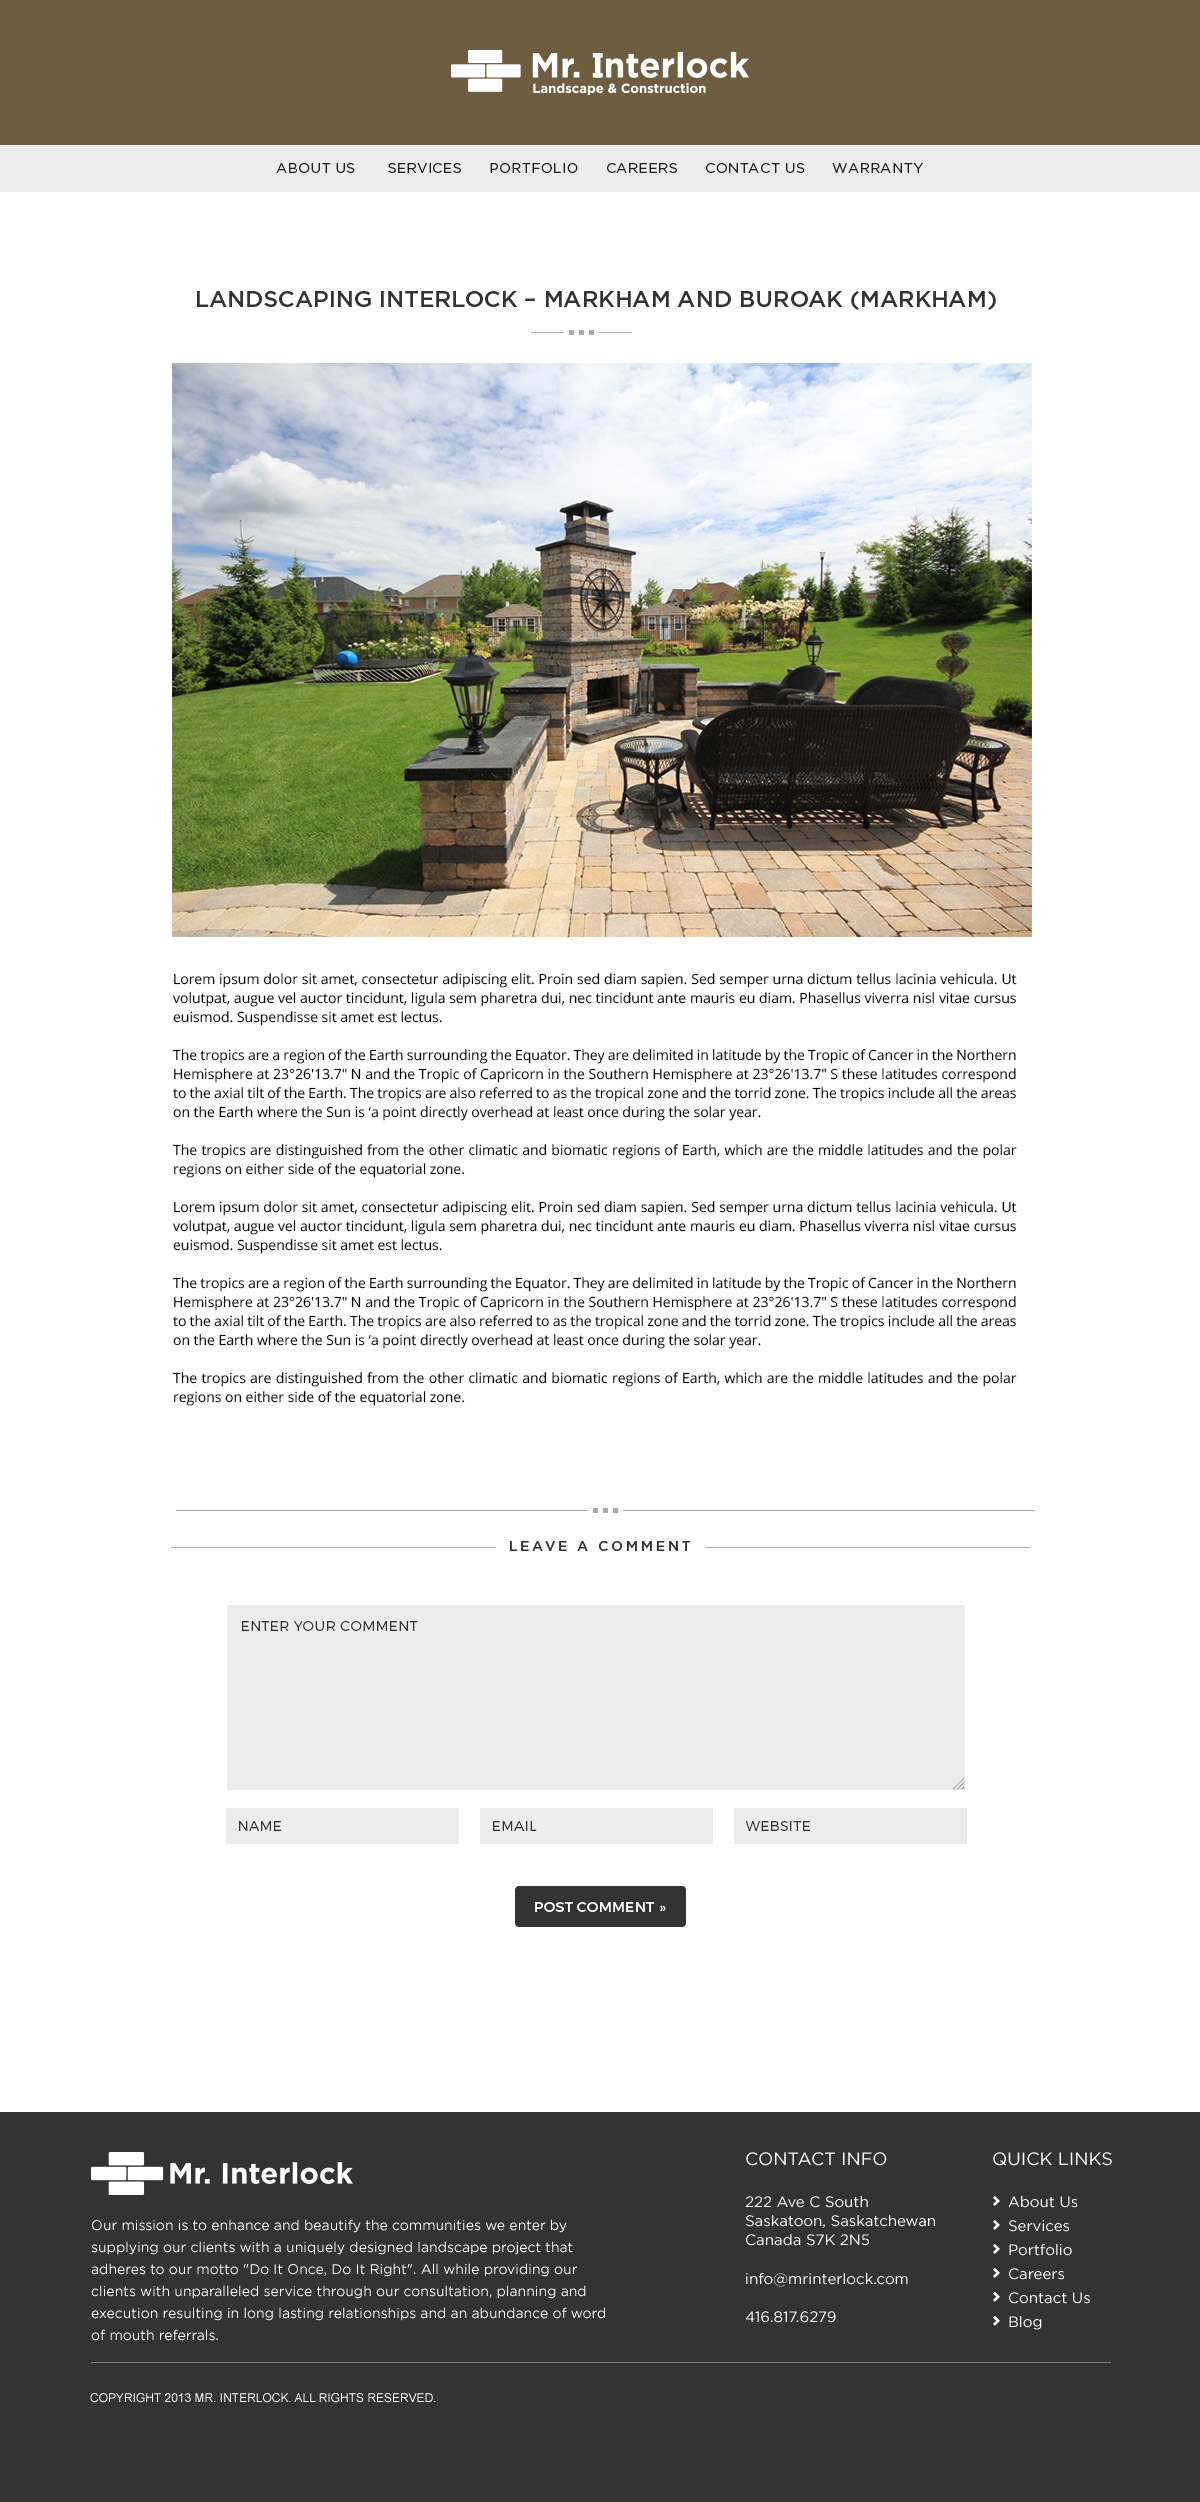 Mr. Interlock
Landscape & Construction
ABOUT US SERVICES PORTFOLIO CAREERS CONTACT US WARRANTY
LANDSCAPING INTERLOCK – MARKHAM AND BUROAK (MARKHAM)
Lorem ipsum dolor sit amet, consectetur adipiscing elit. Proin sed diam sapien. Sed semper urna dictum tellus lacinia vehicula. Ut
volutpat, augue vel auctor tincidunt, ligula sem pharetra dui, nec tincidunt ante mauris eu diam. Phasellus viverra nisl vitae cursus
euismod. Suspendisse sit amet est lectus.
The tropics are a region of the Earth surrounding the Equator. They are delimited in latitude by the Tropic of Cancer in the Northern
Hemisphere at 23°26'13.7" N and the Tropic of Capricorn in the Southern Hemisphere at 23°26'13.7" S these latitudes correspond
to the axial tilt of the Earth. The tropics are also referred to as the tropical zone and the torrid zone. The tropics include all the areas
on the Earth where the Sun is ‘a point directly overhead at least once during the solar year.
The tropics are distinguished from the other climatic and biomatic regions of Earth, which are the middle latitudes and the polar
regions on either side of the equatorial zone.
Lorem ipsum dolor sit amet, consectetur adipiscing elit. Proin sed diam sapien. Sed semper urna dictum tellus lacinia vehicula. Ut
volutpat, augue vel auctor tincidunt, ligula sem pharetra dui, nec tincidunt ante mauris eu diam. Phasellus viverra nisl vitae cursus
euismod. Suspendisse sit amet est lectus.
The tropics are a region of the Earth surrounding the Equator. They are delimited in latitude by the Tropic of Cancer in the Northern
Hemisphere at 23°26'13.7" N and the Tropic of Capricorn in the Southern Hemisphere at 23°26'13.7" S these latitudes correspond
to the axial tilt of the Earth. The tropics are also referred to as the tropical zone and the torrid zone. The tropics include all the areas
on the Earth where the Sun is ‘a point directly overhead at least once during the solar year.
The tropics are distinguished from the other climatic and biomatic regions of Earth, which are the middle latitudes and the polar
regions on either side of the equatorial zone.
LEAVE A COMMENT
ENTER YOUR COMMENT
NAME EMAIL WEBSITE
POST COMMENT »
Mr. Interlock
Our mission is to enhance and beautify the communities we enter by
supplying our clients with a uniquely designed landscape project that
adheres to our motto "Do It Once, Do It Right". All while providing our
clients with unparalleled service through our consultation, planning and
execution resulting in long lasting relationships and an abundance of word
of mouth referrals.
CONTACT INFO
222 Ave C South
Saskatoon, Saskatchewan
Canada S7K 2N5
info@mrinterlock.com
416.817.6279
QUICK LINKS
About Us
Services
Portfolio
Careers
Contact Us
Blog
COPYRIGHT 2013 MR. INTERLOCK. ALL RIGHTS RESERVED.